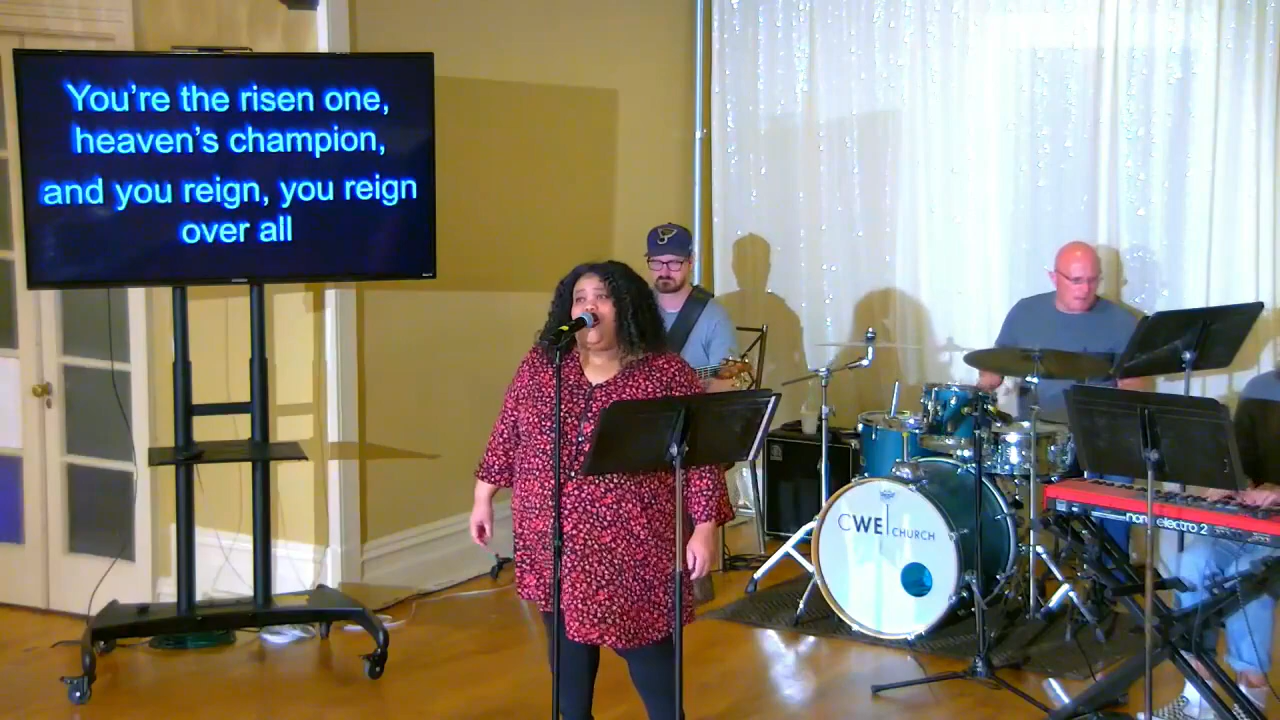 You're the risen one,
heaven's champion,
and you reign, you reign
over all
CWE CHURCH
nord electro 2